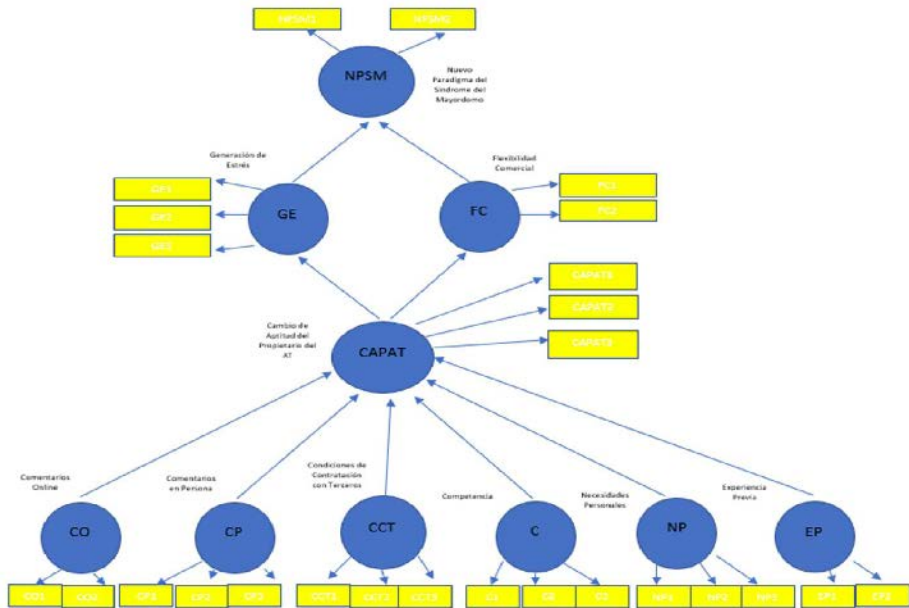 NPSM2
NPSM
Nuevo
Paradigma del
Síndrome del
Mayordomo
Generación de
Estrés
Flexibilidad
Comercial
GE1
GE2
GE3
GE
FC
FC1
FC2
CAPAT2
CAPAT3
Cambio de
Aptitud del
Propietario del
AT
CAPAT
Comentarios
Online
Comentarios
en Persona
Condiciones de
Contratación
con Terceros
Competencia
Necesidades
Personales
Experiencia
Previa
CO
CP
CCT
C
NP
EP
CO1
CO2
CP1
CP2
CP3
CCT1
CCT2
CCT3
C1
NP1
NP2
NP3
EP1
EP2